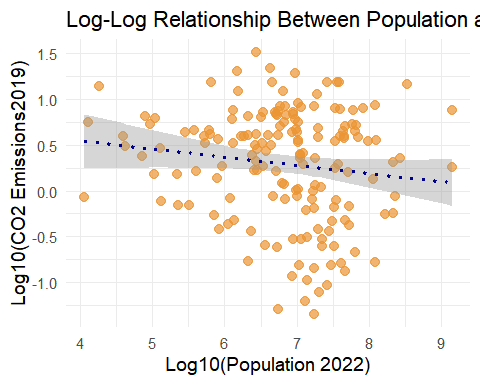 Log-Log Relationship Between Population a
1.5
1.0
0.5
0.0
-0.5
-1.0
Log10(CO2 Emissions2019)
4 5 6 7 8 9
Log10(Population 2022)